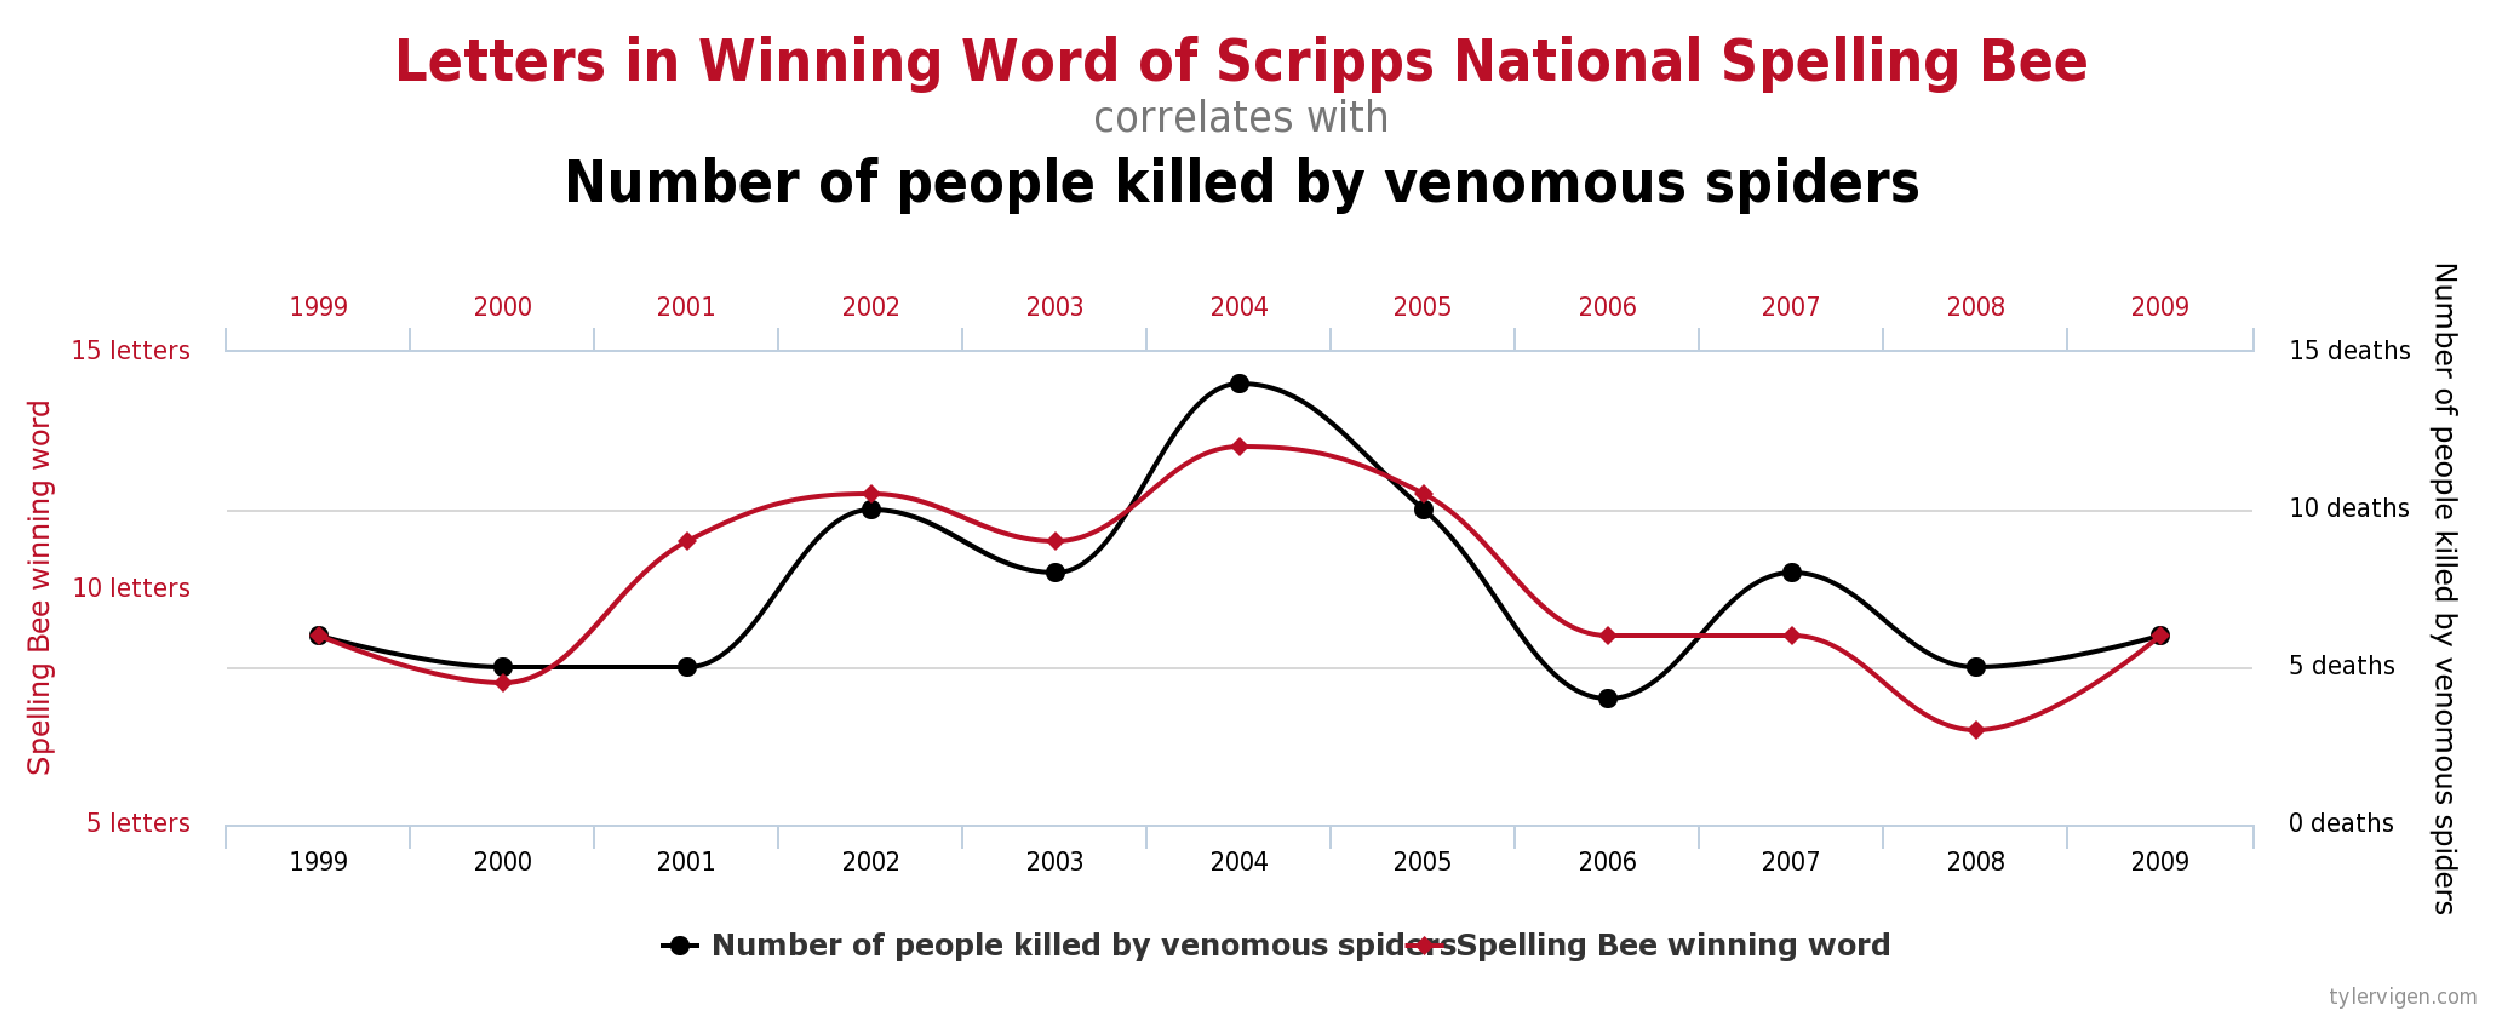 Letters in Winning Word of Scripps National Spelling Bee
correlates with
Number of people killed by venomous spiders
1999 2000 2001 2002 2003 2004 2005 2006 2007 2008 2009
15 letters
10 letters
5 letters
Spelling Bee winning word
15 deaths
10 deaths
5 deaths
0 deaths
Number of people killed by venomous spiders
1999 2000 2001 2002 2003 2004 2005 2006 2007 2008 2009
Number of people killed by venomous spiders Spelling Bee winning word
tylervigen.com